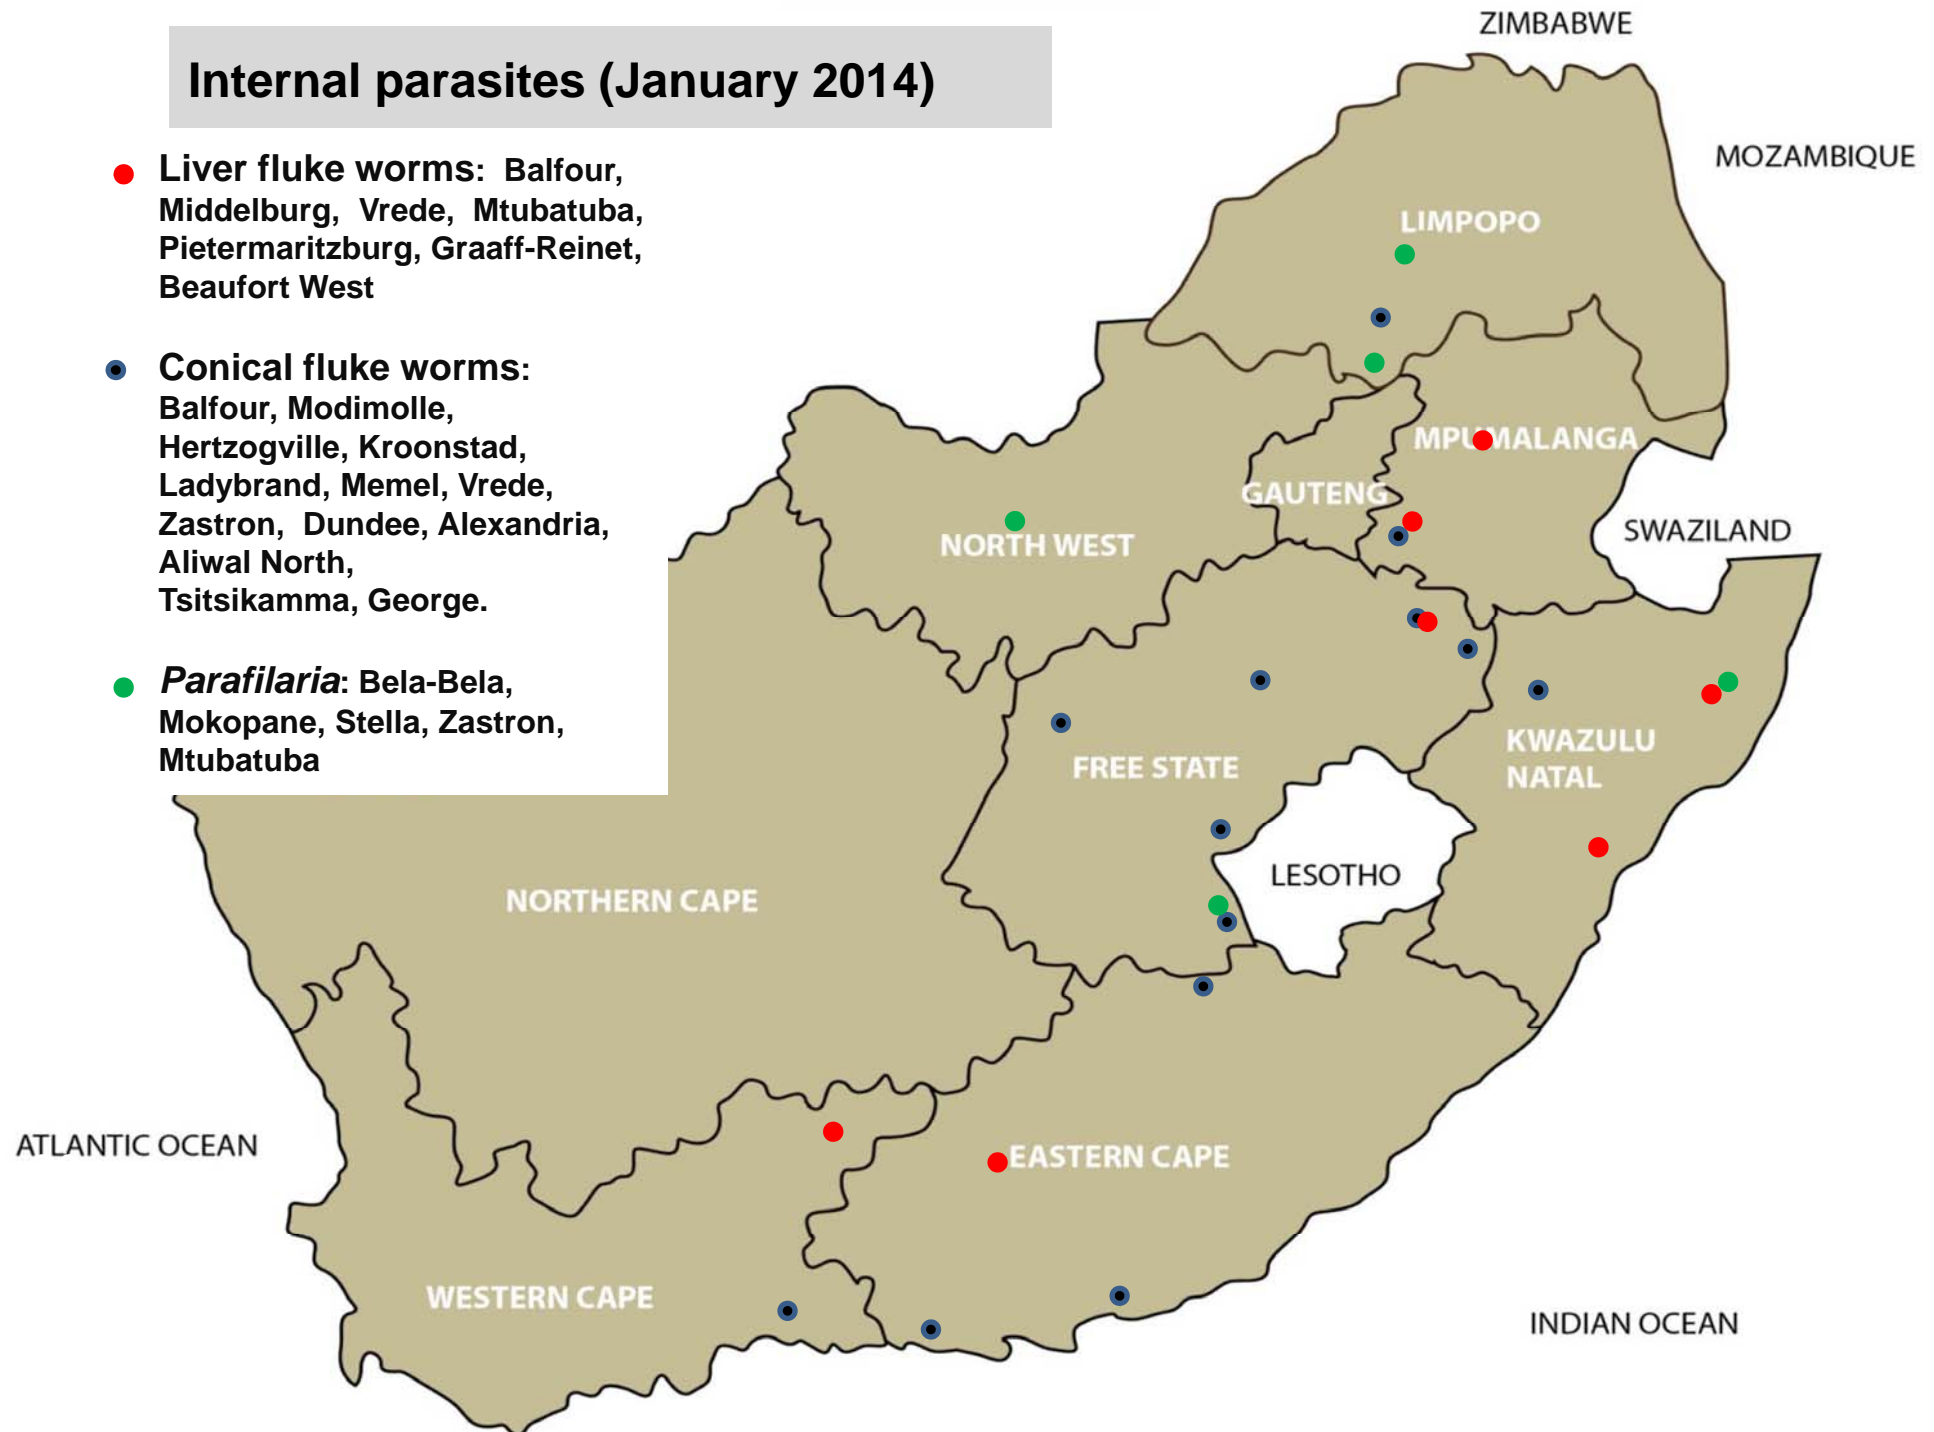 Internal parasites (January 2014)
Liver fluke worms: Balfour,
Middelburg, Vrede, Mtubatuba,
Pietermaritzburg, Graaff-Reinet,
Beaufort West
Conical fluke worms:
Balfour, Modimolle,
Hertzogville, Kroonstad,
Ladybrand, Memel, Vrede,
Zastron, Dundee, Alexandria,
Aliwal North,
Tsitsikamma, George.
Parafilaria: Bela-Bela,
Mokopane, Stella, Zastron,
Mtubatuba
ZIMBABWE
MOZAMBIQUE
LIMPOPO
MPUMALANGA
GAUTENG
SWAZILAND
NORTH WEST
KWAZULU
NATAL
FREE STATE
LESOTHO
NORTHERN CAPE
ATLANTIC OCEAN
EASTERN CAPE
WESTERN CAPE
INDIAN OCEAN